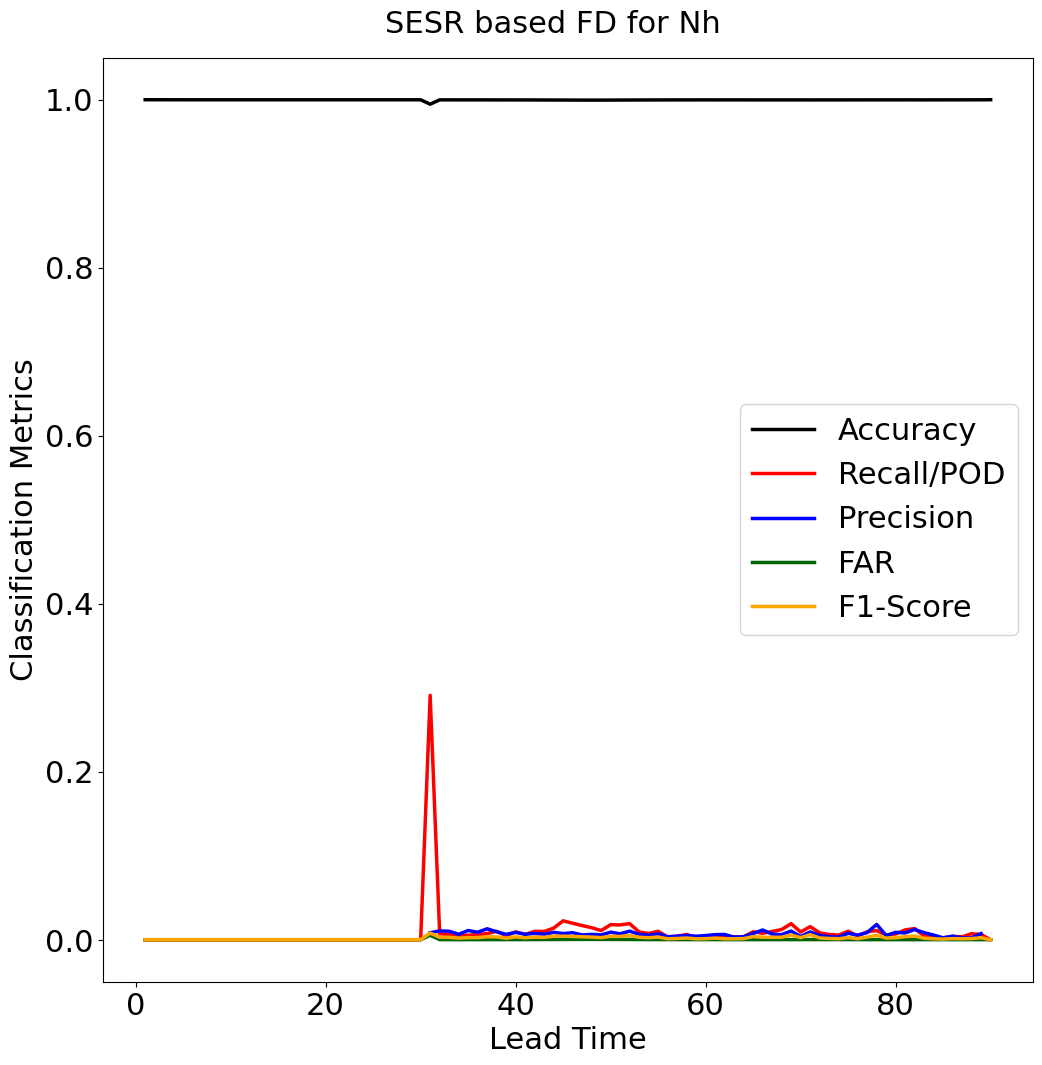 SESR based FD for Nh
1.0
0.8
0.6
0.4
0.2
0.0
Classification Metrics
Accuracy
Recall/POD
Precision
FAR
F1-Score
0 20 40 60 80
Lead Time